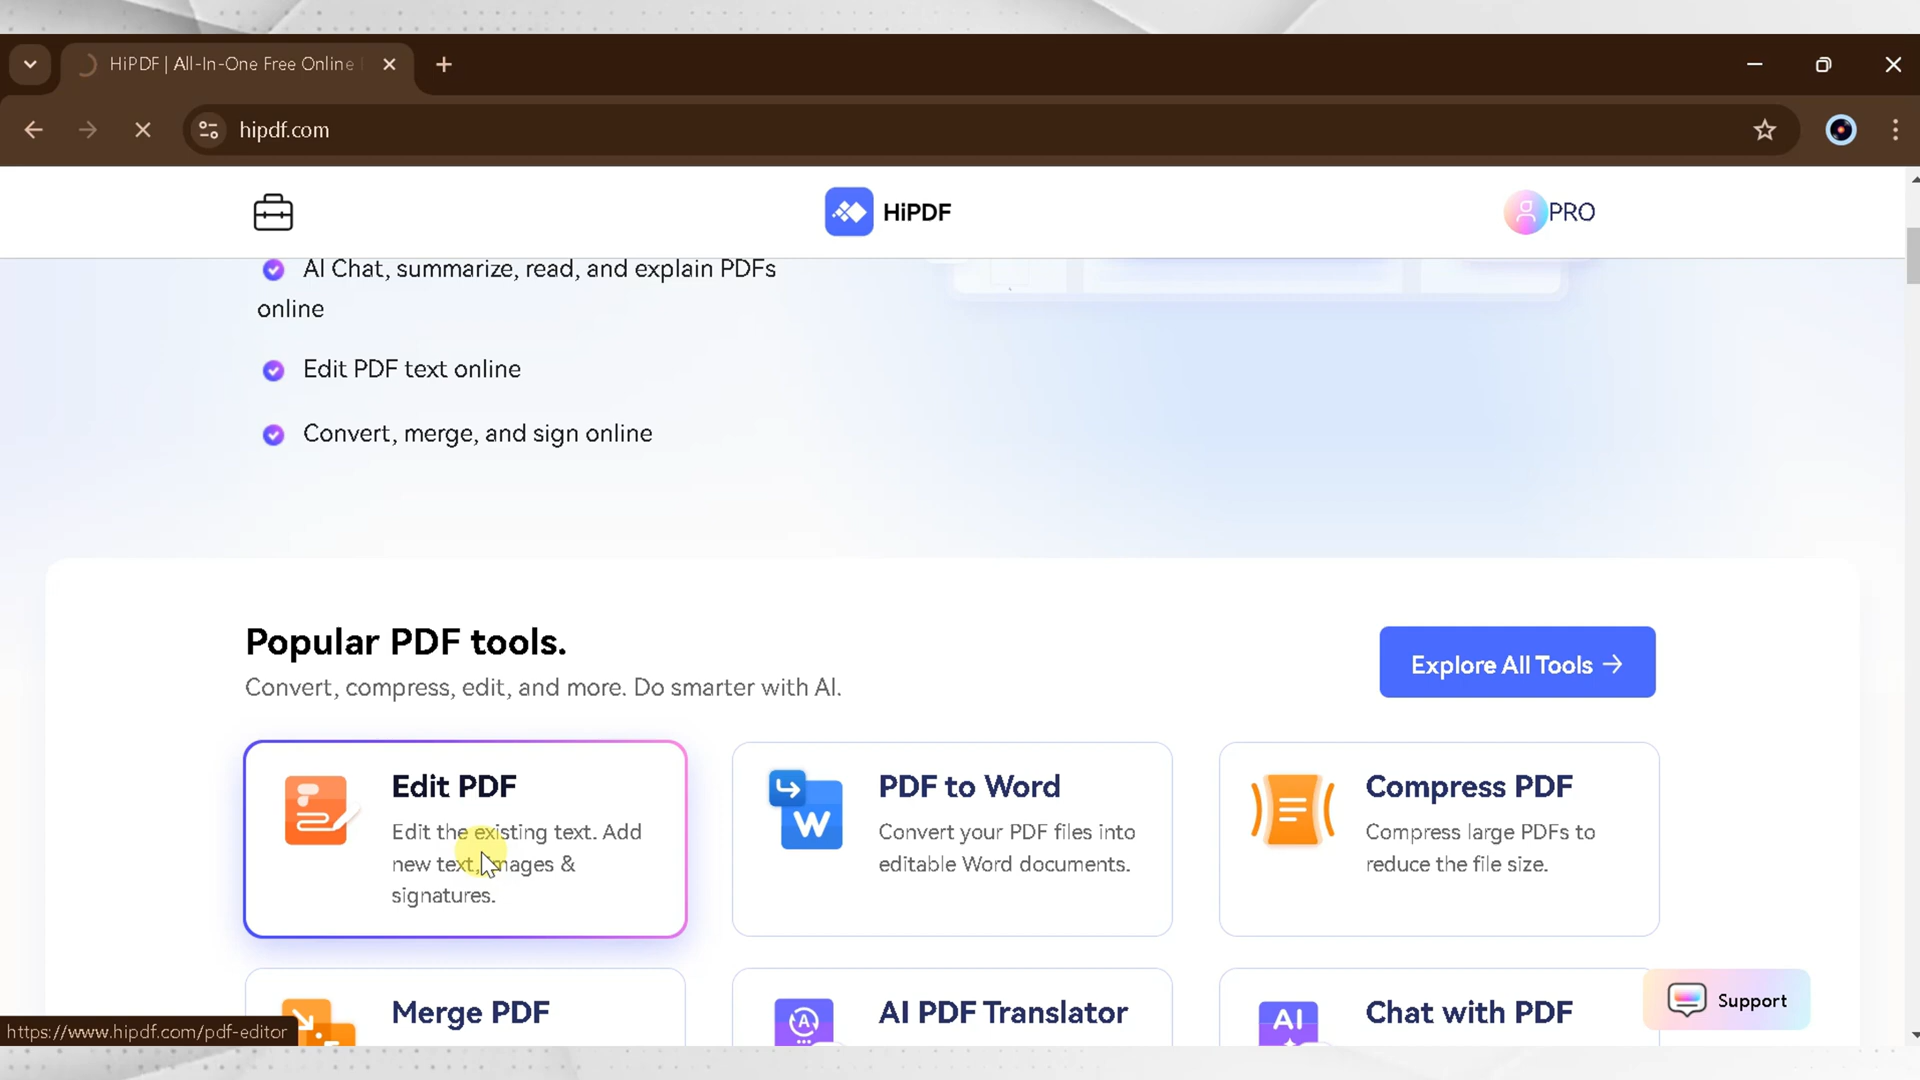 HiPDF | All-In-One Free Online
hipdf.com
HiPDF
PRO
AI Chat, summarize, read, and explain PDFs
online
Edit PDF text online
Convert, merge, and sign online
Popular PDF tools.
Convert, compress, edit, and more. Do smarter with AI.
Explore All Tools →
Edit PDF
Edit the existing text. Add
new text, images &
signatures.
W
PDF to Word
Convert your PDF files into
editable Word documents.
Compress PDF
Compress large PDFs to
reduce the file size.
Merge PDF
A
AI PDF Translator
AI
Chat with PDF
Support
https://www.hipdf.com/pdf-editor